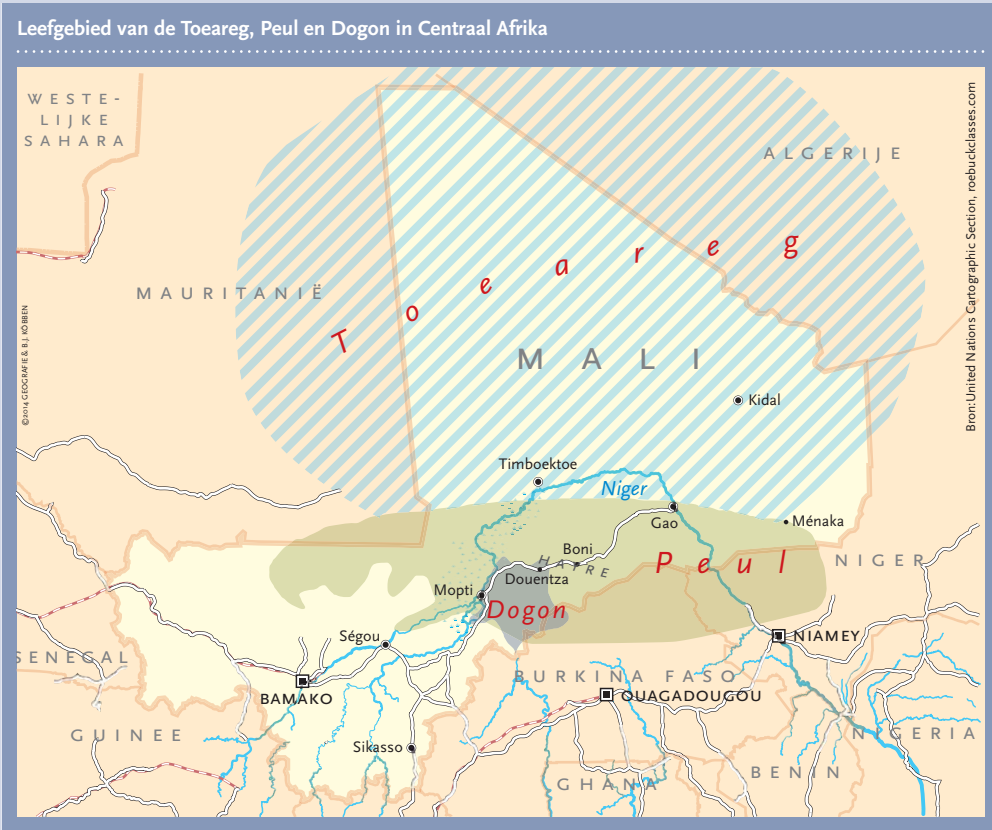 Leefgebied van de Toeareg, Peul en Dogon in Centraal Afrika
WESTE-
LIJKE
SAHARA
ALGERIJE
MAURITANIË
Toeareg
MALI
Kidal
Timboektoe
Niger
Gao
Ménaka
Boni
HAIRE
Douentza
Peul
NIGER
Mopti
Dogon
Ségou
NIAMEY
SENEGAL
BAMAKO
BURKINA FASO
OUAGADOUGOU
GUINEE
Sikasso
NIGERIA
BENIN
GHANA
©2014 GEOGRAFIE & B.J. KÖBBEN
Bron: United Nations Cartographic Section, roebuckclasses.com